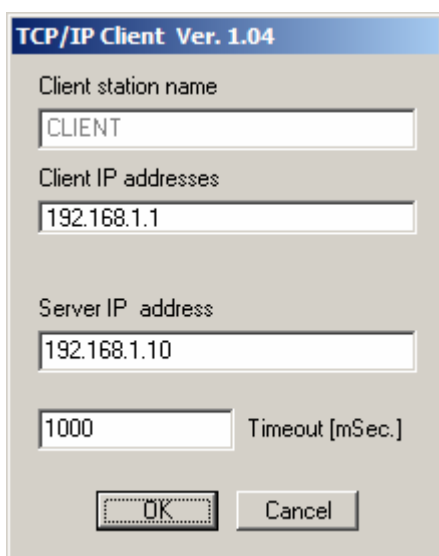 TCP/IP Client Ver. 1.04
Client station name
CLIENT
Client IP addresses
192.168.1.1
Server IP address
192.168.1.10
1000 Timeout [mSec.]
OK Cancel